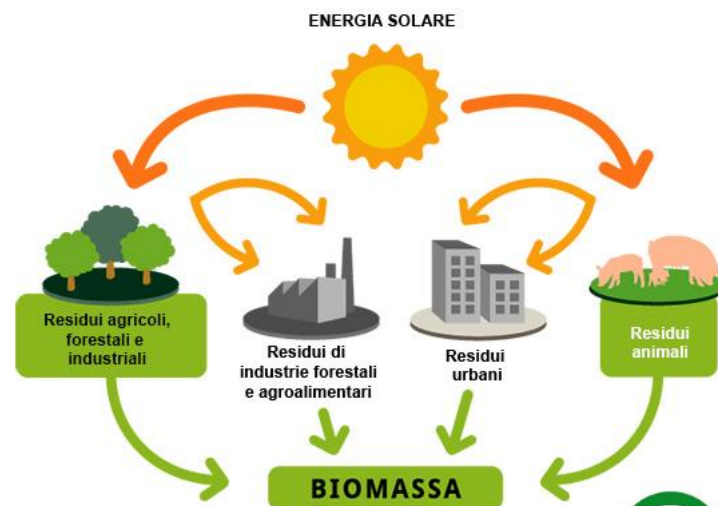 ENERGIA SOLARE
Residui agricoli,
forestali e
industriali
Residui di
industrie forestali
e agroalimentari
Residui
urbani
Residui
animali
BIOMASSA